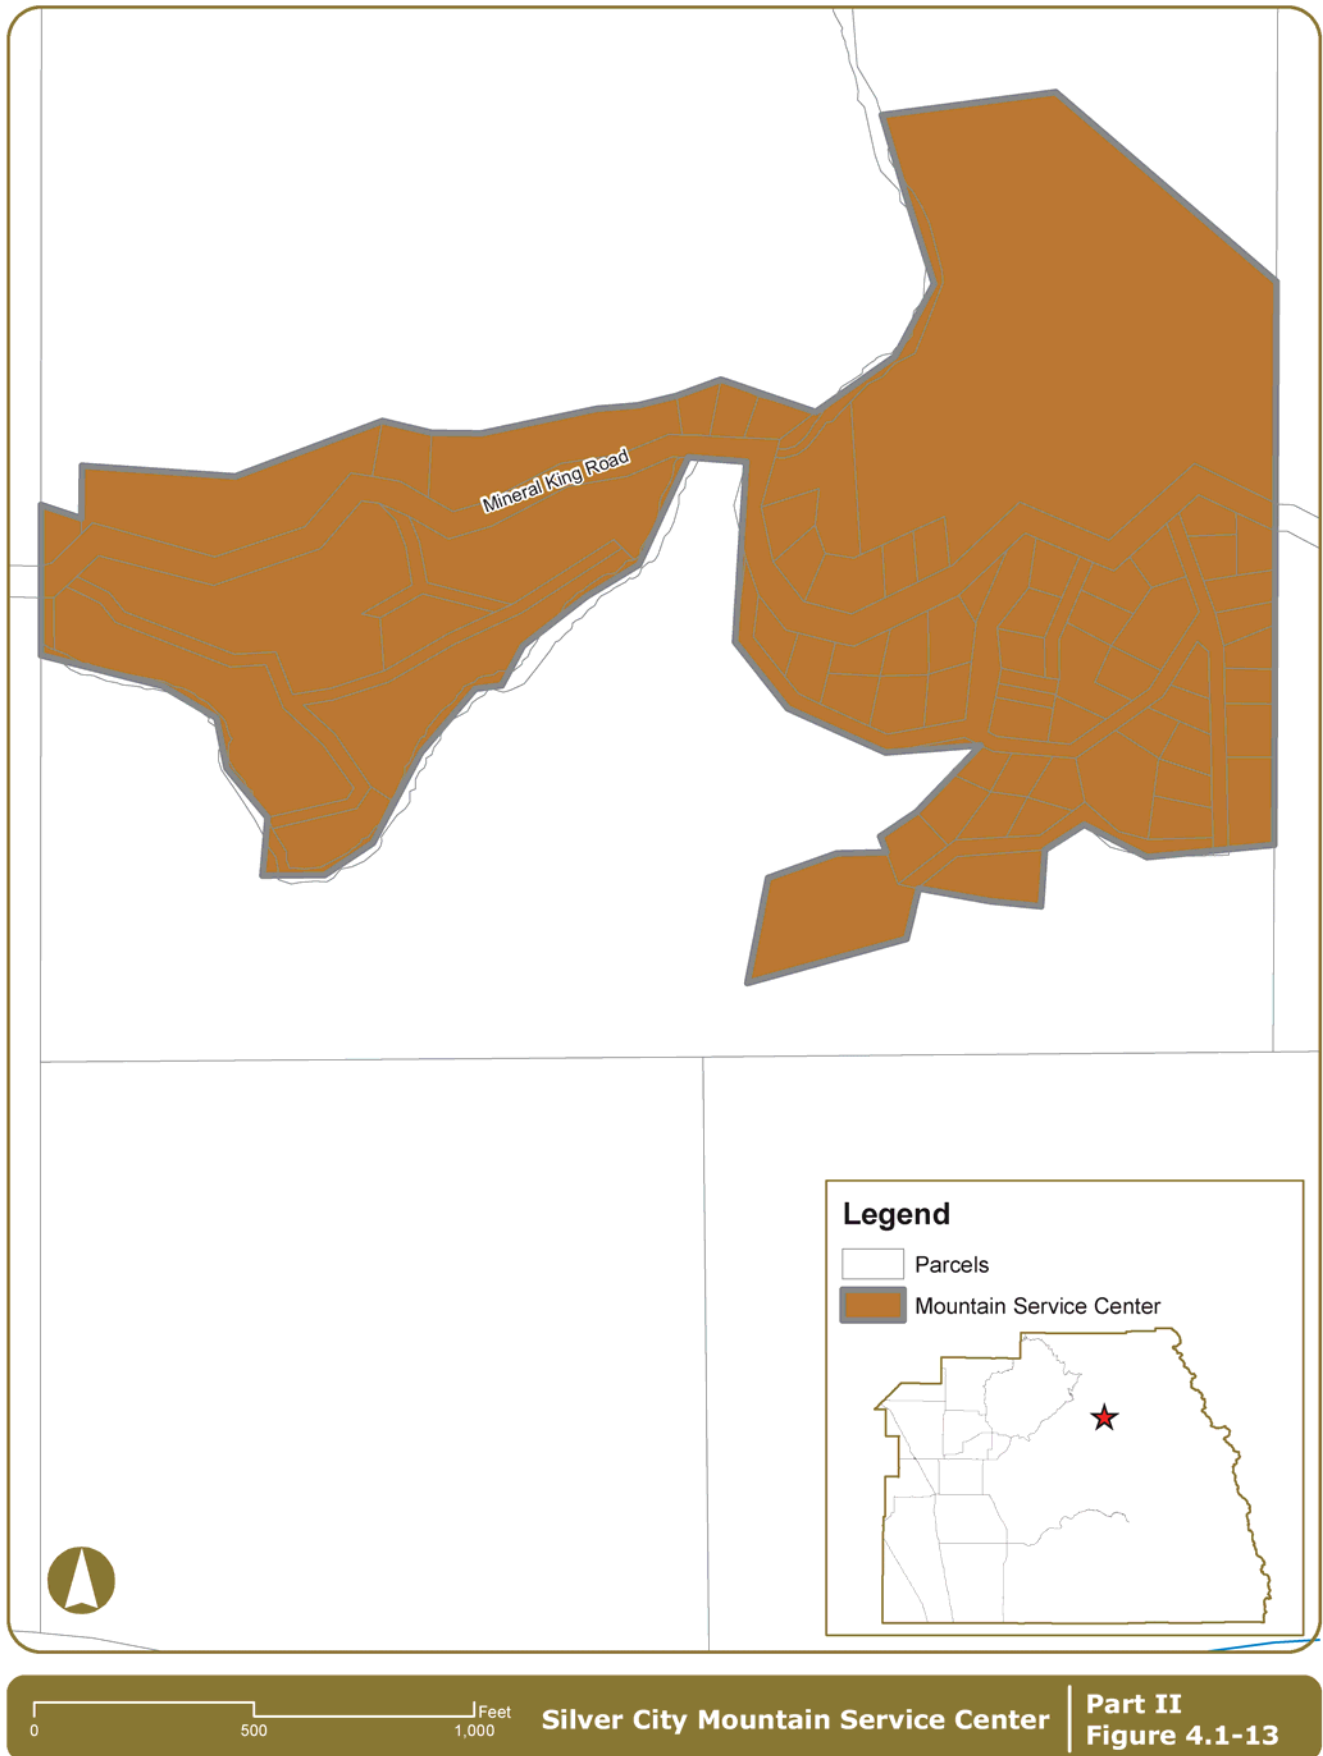 Mineral King Road
Legend
Parcels
Mountain Service Center
Feet
0 500 1,000
Silver City Mountain Service Center
Part II
Figure 4.1-13